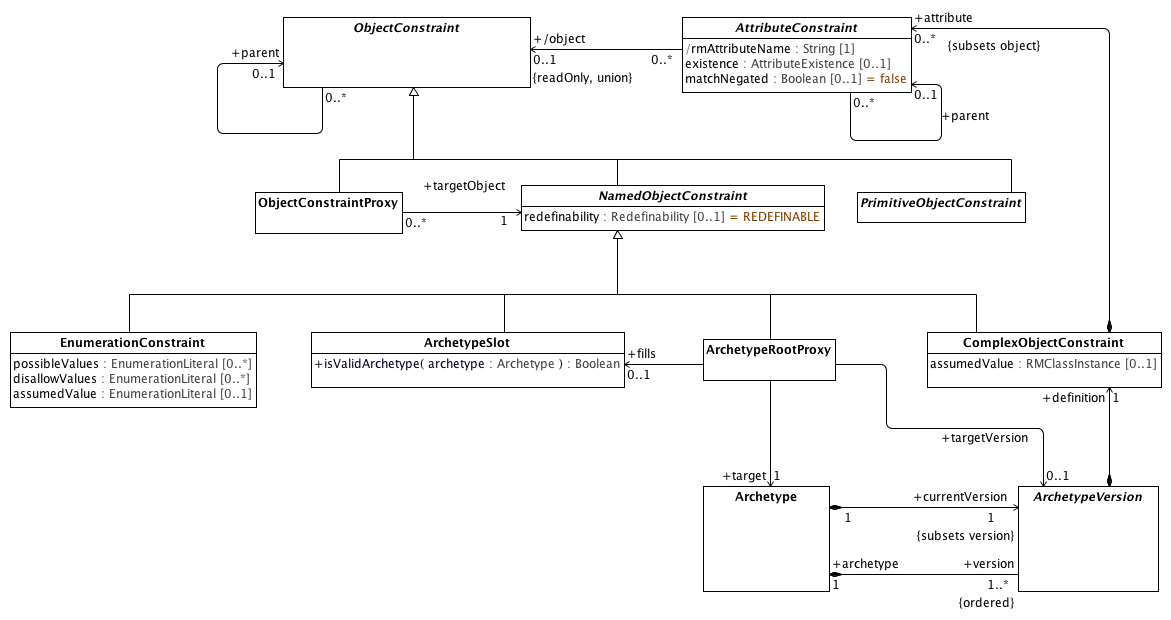 ObjectConstraint
+parent
0..1
0..*
+/object
0..1
{readOnly, union}
0..*
AttributeConstraint
/rmAttributeName : String [1]
existence : AttributeExistence [0..1]
matchNegated : Boolean [0..1] = false
+attribute
0..*
{subsets object}
0..1
0..*
+parent
ObjectConstraintProxy
+targetObject
0..*
1
NamedObjectConstraint
redefinability : Redefinability [0..1] = REDEFINABLE
PrimitiveObjectConstraint
EnumerationConstraint
possibleValues : EnumerationLiteral [0..*]
disallowValues : EnumerationLiteral [0..*]
assumedValue : EnumerationLiteral [0..1]
ArchetypeSlot
+isValidArchetype( archetype : Archetype ) : Boolean
+fills
0..1
ArchetypeRootProxy
ComplexObjectConstraint
assumedValue : RMClassInstance [0..1]
+definition
1
+targetVersion
0..1
+target
1
Archetype
+currentVersion
1
1
{subsets version}
+archetype
+version
1
1..*
{ordered}
ArchetypeVersion